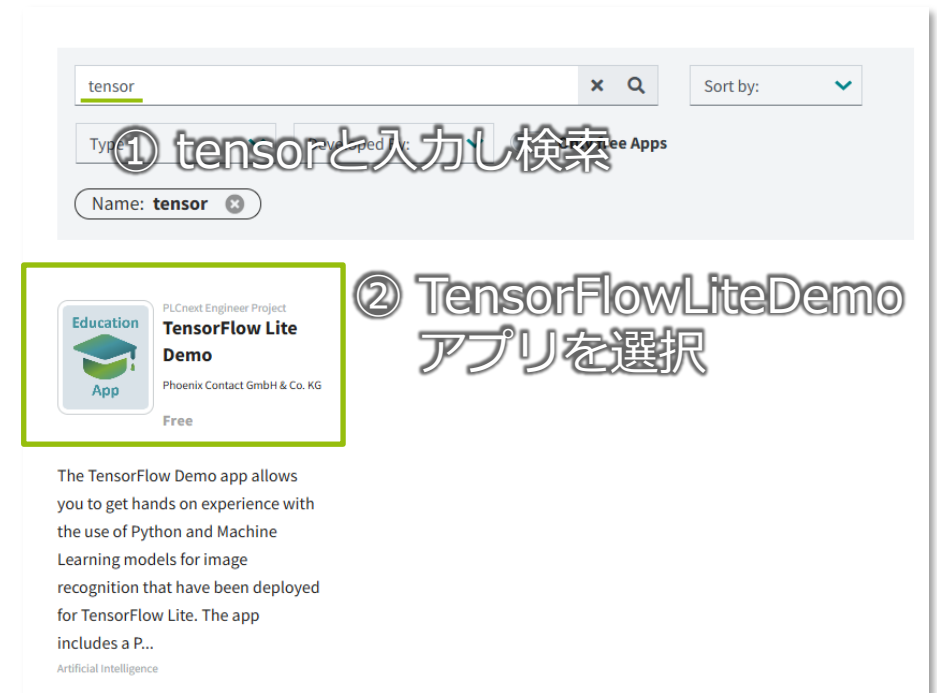 tensor
Sort by:
① tensorと入力し検索
Type
Developed By:
Free Apps
Name: tensor
② TensorFlowLiteDemo
アプリを選択
Education
App
PLCnext Engineer Project
TensorFlow Lite
Demo
Phoenix Contact GmbH & Co. KG
Free
The TensorFlow Demo app allows
you to get hands on experience with
the use of Python and Machine
Learning models for image
recognition that have been deployed
for TensorFlow Lite. The app
includes a P...
Artificial Intelligence